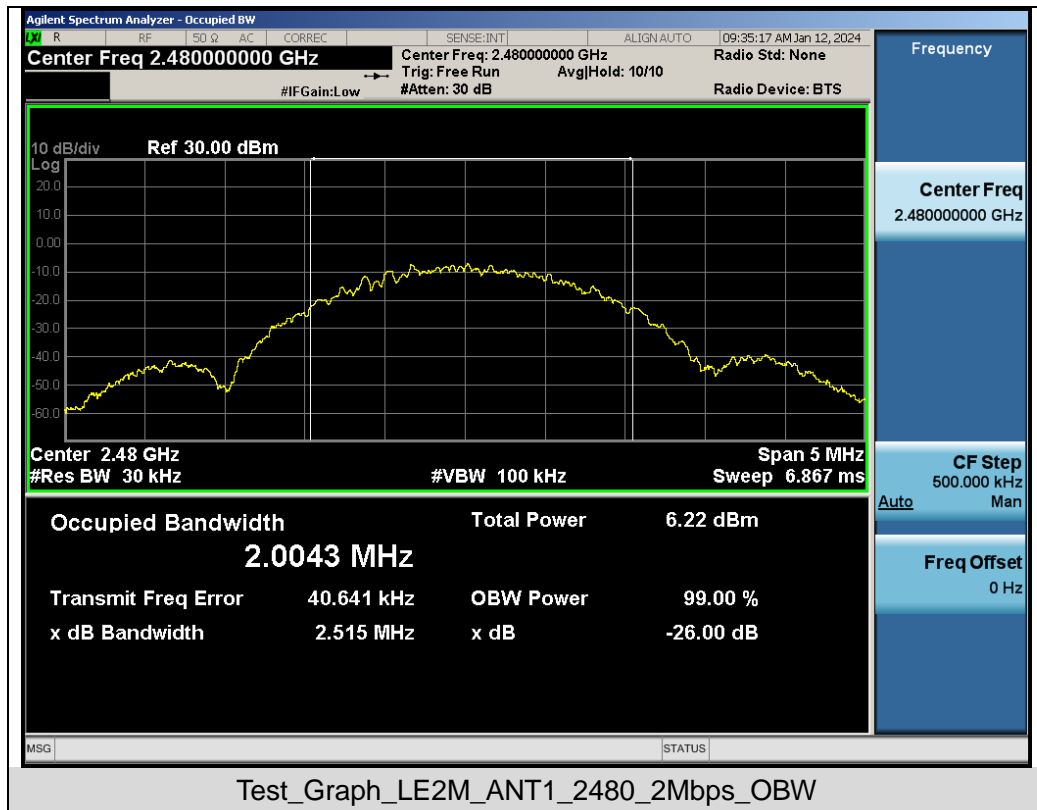 Agilent Spectrum Analyzer - Occupied BW
LXI R RF 50 Ω AC CORREC SENSE:INT ALIGN AUTO 09:35:17 AM Jan 12, 2024
Center Freq 2.480000000 GHz Center Freq: 2.480000000 GHz Radio Std: None Frequency
Trig: Free Run Avg|Hold: 10/10
#IFGain:Low #Atten: 30 dB Radio Device: BTS
10 dB/div Ref 30.00 dBm
Log
20.0
10.0
0.00
-10.0
-20.0
-30.0
-40.0
-50.0
-60.0
Center 2.48 GHz Span 5 MHz
#Res BW 30 kHz #VBW 100 kHz Sweep 6.867 ms
Center Freq
2.480000000 GHz
CF Step
500.000 kHz
Auto Man
Freq Offset
0 Hz
Occupied Bandwidth Total Power 6.22 dBm
2.0043 MHz
Transmit Freq Error 40.641 kHz OBW Power 99.00 %
x dB Bandwidth 2.515 MHz x dB -26.00 dB
MSG STATUS
Test_Graph_LE2M_ANT1_2480_2Mbps_OBW